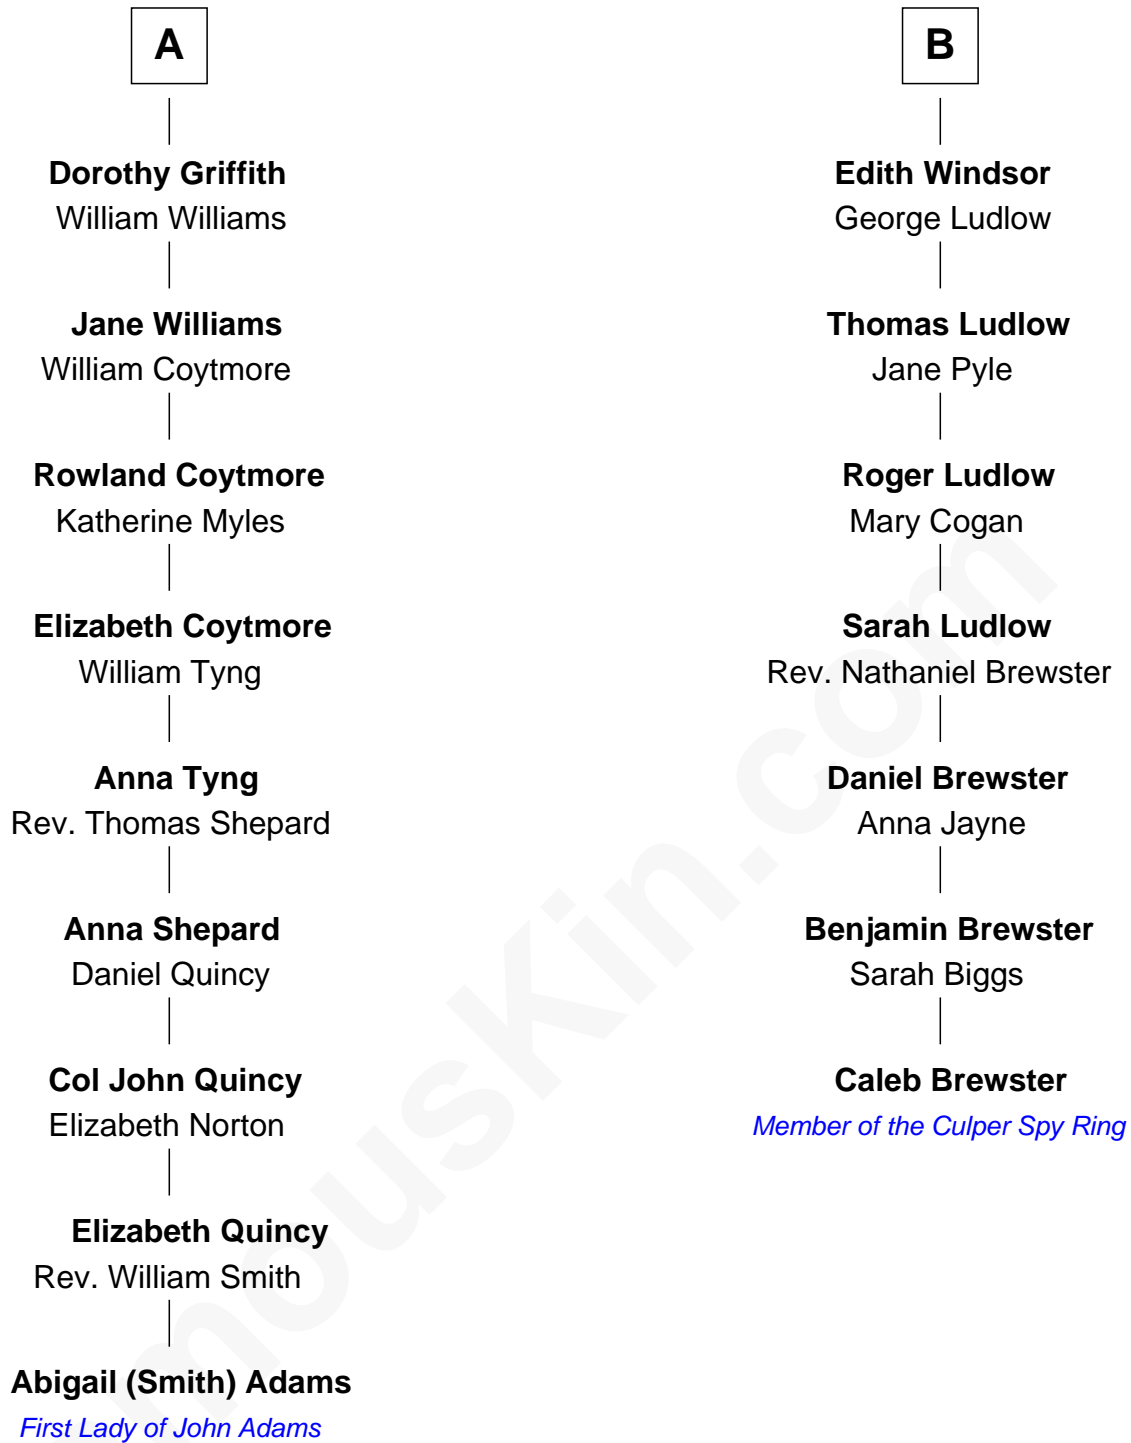 A
Dorothy Griffith
William Williams
Jane Williams
William Coytmore
Rowland Coytmore
Katherine Myles
Elizabeth Coytmore
William Tyng
Anna Tyng
Rev. Thomas Shepard
Anna Shepard
Daniel Quincy
Col John Quincy
Elizabeth Norton
Elizabeth Quincy
Rev. William Smith
Abigail (Smith) Adams
First Lady of John Adams
B
Edith Windsor
George Ludlow
Thomas Ludlow
Jane Pyle
Roger Ludlow
Mary Cogan
Sarah Ludlow
Rev. Nathaniel Brewster
Daniel Brewster
Anna Jayne
Benjamin Brewster
Sarah Biggs
Caleb Brewster
Member of the Culper Spy Ring
mousKin.com